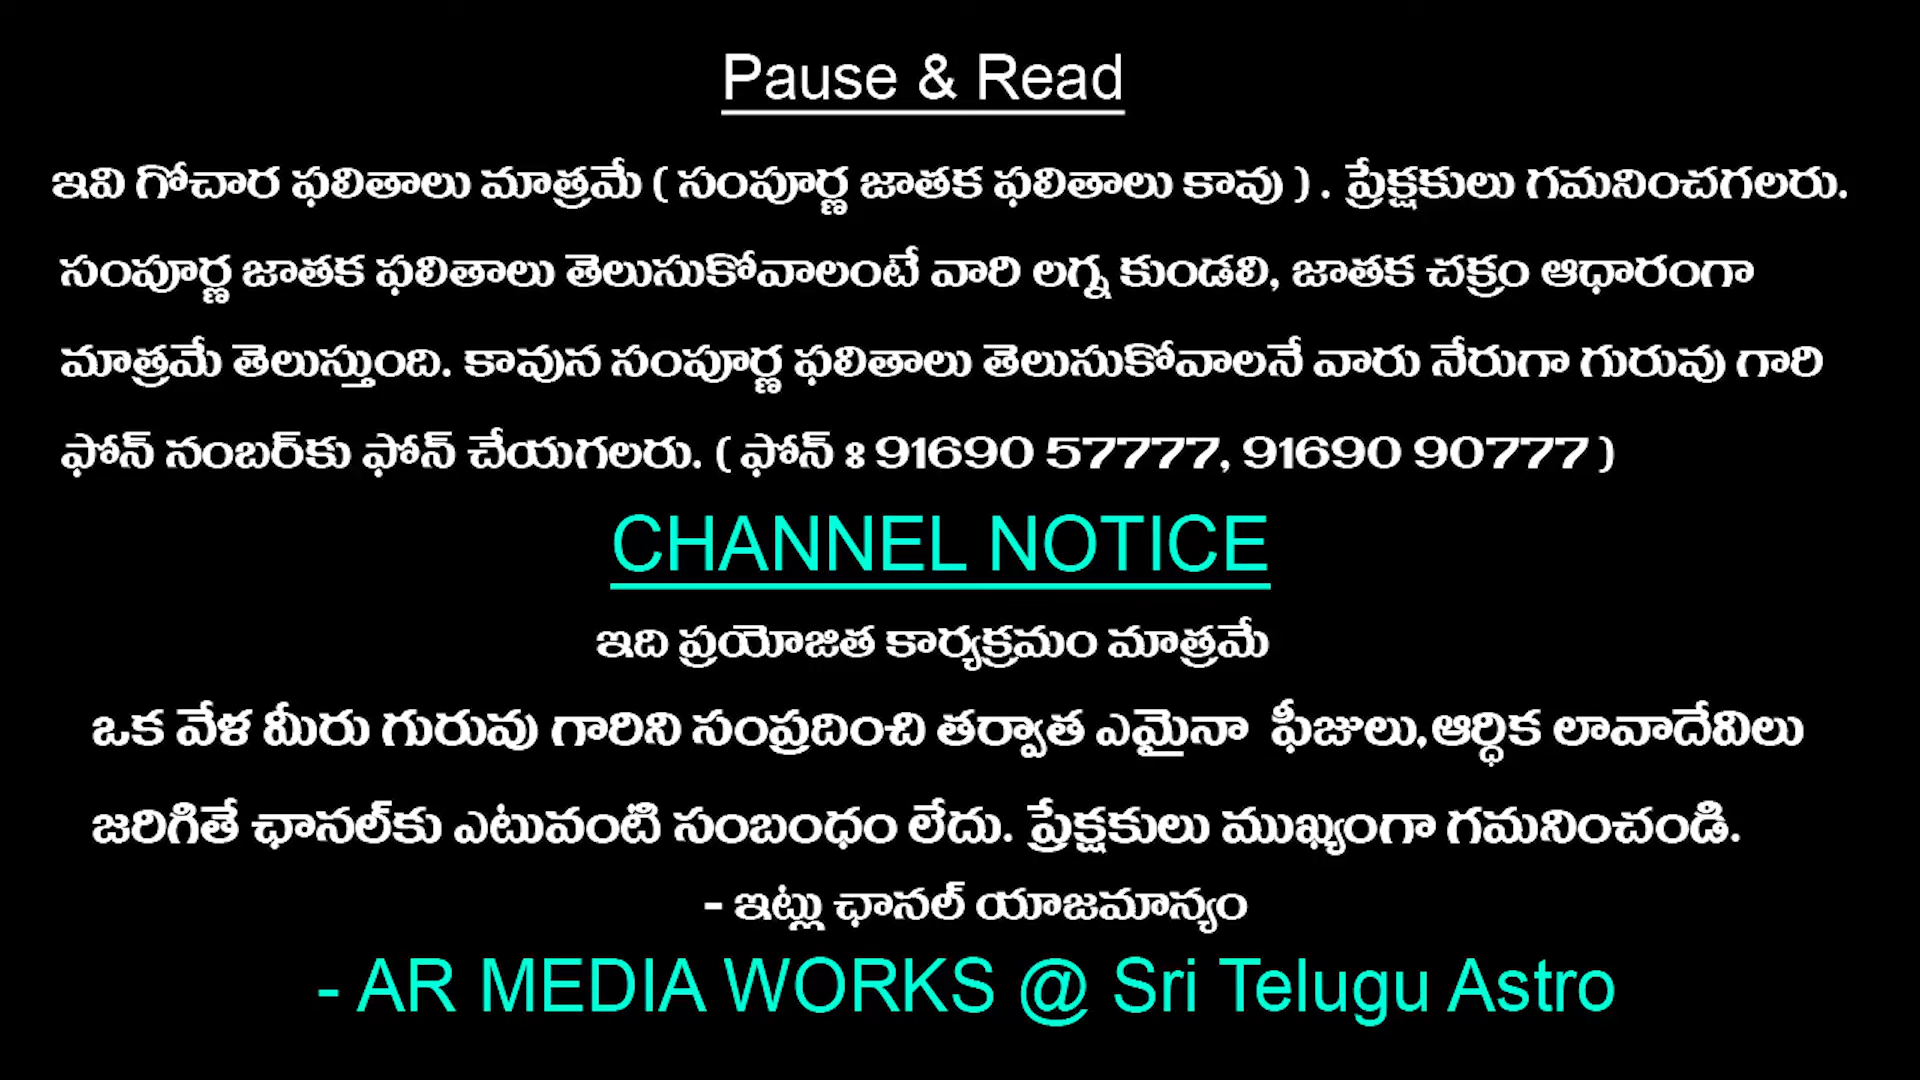 Pause & Read
ఇవి గోచార ఫలితాలు మాత్రమే ( సంపూర్ణ జాతక ఫలితాలు కావు ) . ప్రేక్షకులు గమనించగలరు.
సంపూర్ణ జాతక ఫలితాలు తెలుసుకోవాలంటే వారి లగ్న కుండలి, జాతక చక్రం ఆధారంగా
మాత్రమే తెలుస్తుంది. కావున సంపూర్ణ ఫలితాలు తెలుసుకోవాలనే వారు నేరుగా గురువు గారి
ఫోన్ నంబర్‌కు ఫోన్ చేయగలరు. ( ఫోన్ ః 91690 57777, 91690 90777 )
CHANNEL NOTICE
ఇది ప్రయోజిత కార్యక్రమం మాత్రమే
ఒక వేళ మీరు గురువు గారిని సంప్రదించి తర్వాత ఎమైనా ఫీజులు,ఆర్ధిక లావాదేవిలు
జరిగితే ఛానల్‌కు ఎటువంటి సంబంధం లేదు. ప్రేక్షకులు ముఖ్యంగా గమనించండి.
- ఇట్లు ఛానల్ యాజమాన్యం
- AR MEDIA WORKS @ Sri Telugu Astro